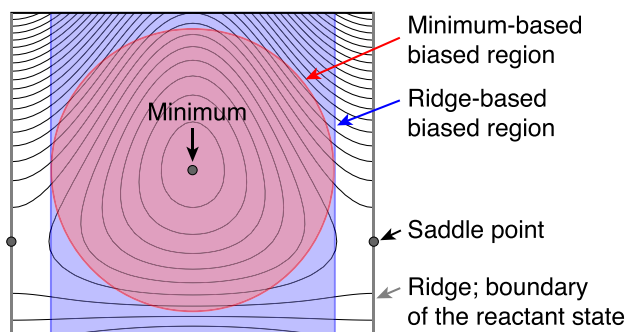 Minimum-based
biased region
Ridge-based
biased region
Minimum
Saddle point
Ridge; boundary
of the reactant state